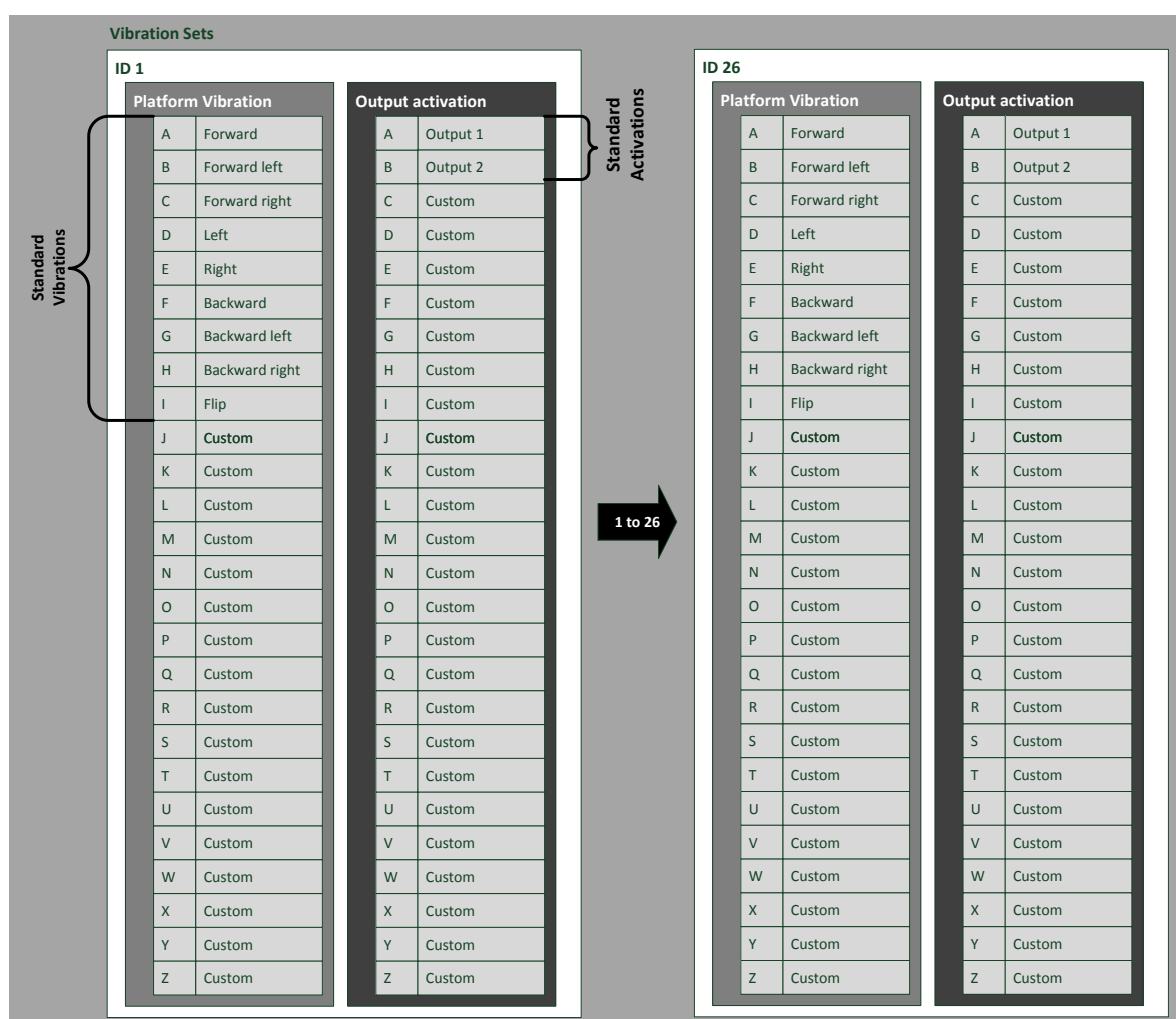 Vibration Sets
ID 1
Platform Vibration
A Forward
B Forward left
C Forward right
D Left
E Right
F Backward
G Backward left
H Backward right
I Flip
J Custom
K Custom
L Custom
M Custom
N Custom
O Custom
P Custom
Q Custom
R Custom
S Custom
T Custom
U Custom
V Custom
W Custom
X Custom
Y Custom
Z Custom
Standard
Vibrations
Output activation
A Output 1
B Output 2
C Custom
D Custom
E Custom
F Custom
G Custom
H Custom
I Custom
J Custom
K Custom
L Custom
M Custom
N Custom
O Custom
P Custom
Q Custom
R Custom
S Custom
T Custom
U Custom
V Custom
W Custom
X Custom
Y Custom
Z Custom
Standard
Activations
1 to 26
ID 26
Platform Vibration
A Forward
B Forward left
C Forward right
D Left
E Right
F Backward
G Backward left
H Backward right
I Flip
J Custom
K Custom
L Custom
M Custom
N Custom
O Custom
P Custom
Q Custom
R Custom
S Custom
T Custom
U Custom
V Custom
W Custom
X Custom
Y Custom
Z Custom
Output activation
A Output 1
B Output 2
C Custom
D Custom
E Custom
F Custom
G Custom
H Custom
I Custom
J Custom
K Custom
L Custom
M Custom
N Custom
O Custom
P Custom
Q Custom
R Custom
S Custom
T Custom
U Custom
V Custom
W Custom
X Custom
Y Custom
Z Custom